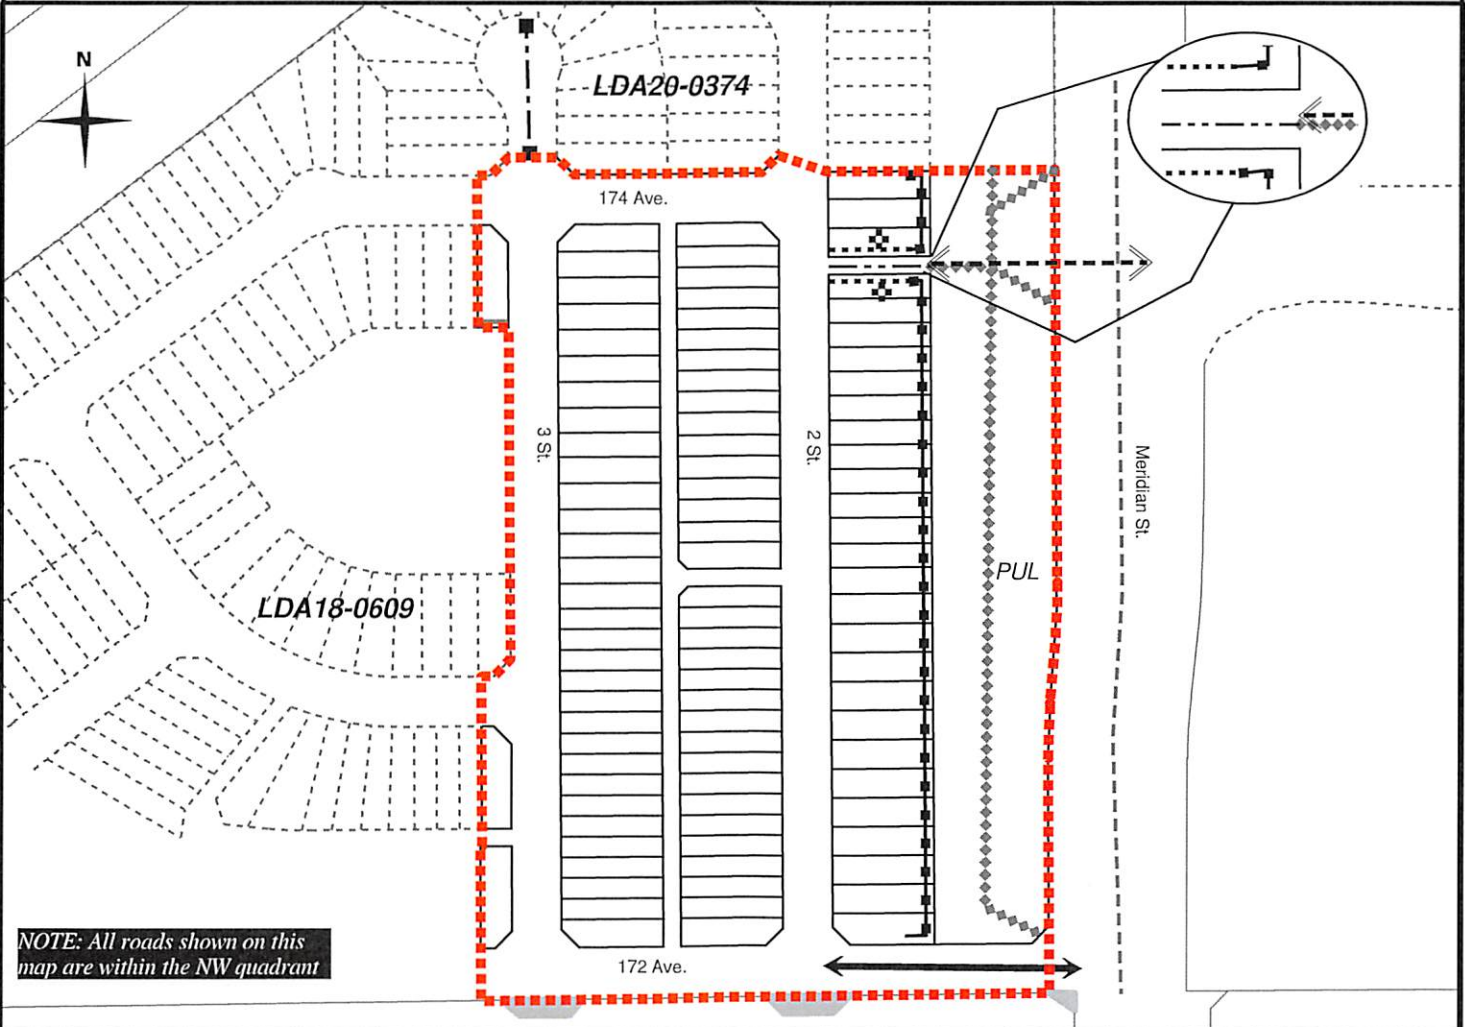 N
LDA20-0374
174 Ave.
3 St.
2 St.
Meridian St.
PUL
LDA18-0609
NOTE: All roads shown on this
map are within the NW quadrant
172 Ave.